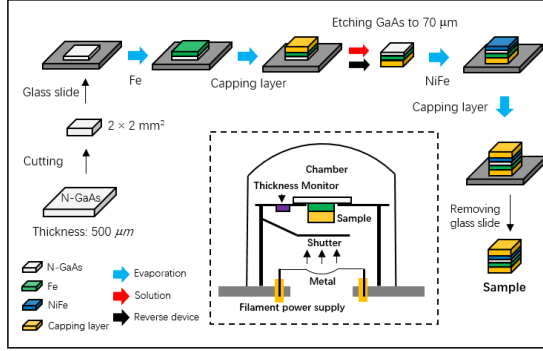 Etching GaAs to 70 μm
Fe
Capping layer
NiFe
Glass slide
Capping layer
2 × 2 mm²
Cutting
N-GaAs
Thickness: 500 μm
Chamber
Thickness Monitor
Sample
Shutter
Metal
Filament power supply
Removing
glass slide
Sample
N-GaAs
Fe
NiFe
Capping layer
Evaporation
Solution
Reverse device